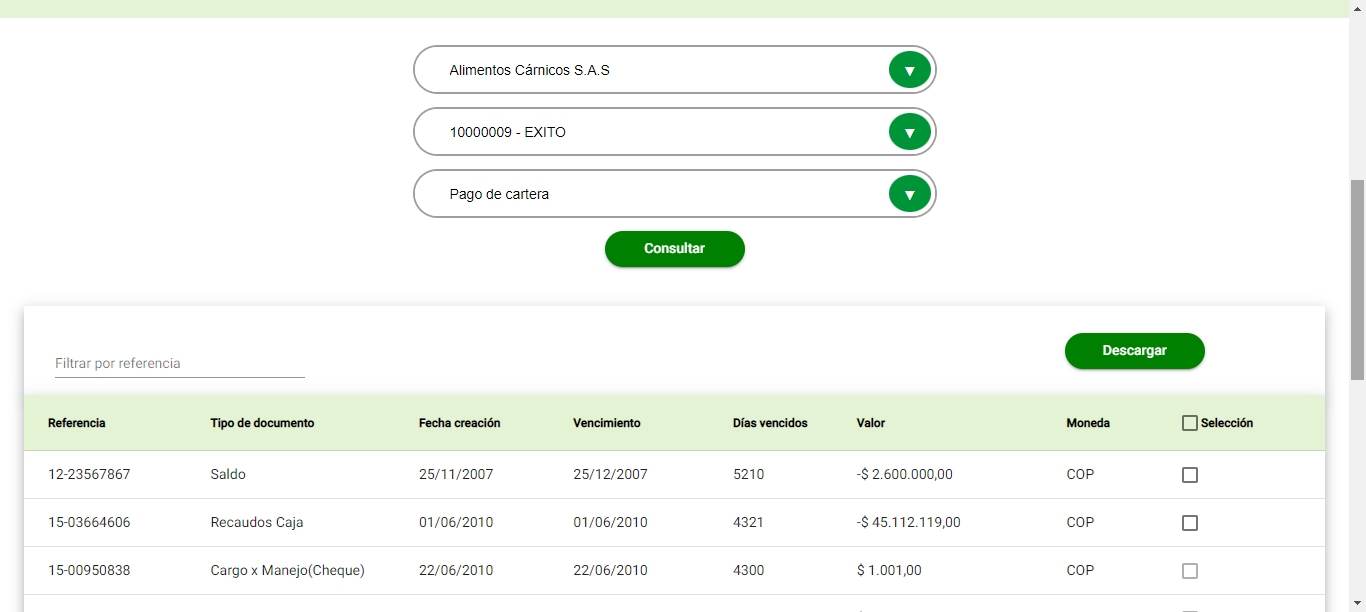 Alimentos Cárnicos S.A.S
10000009 - EXITO
Pago de cartera
Consultar
Filtrar por referencia
Descargar
Referencia Tipo de documento Fecha creación Vencimiento Días vencidos Valor Moneda Selección
12-23567867 Saldo 25/11/2007 25/12/2007 5210 -$ 2.600.000,00 COP
15-03664606 Recaudos Caja 01/06/2010 01/06/2010 4321 -$ 45.112.119,00 COP
15-00950838 Cargo x Manejo(Cheque) 22/06/2010 22/06/2010 4300 $ 1.001,00 COP